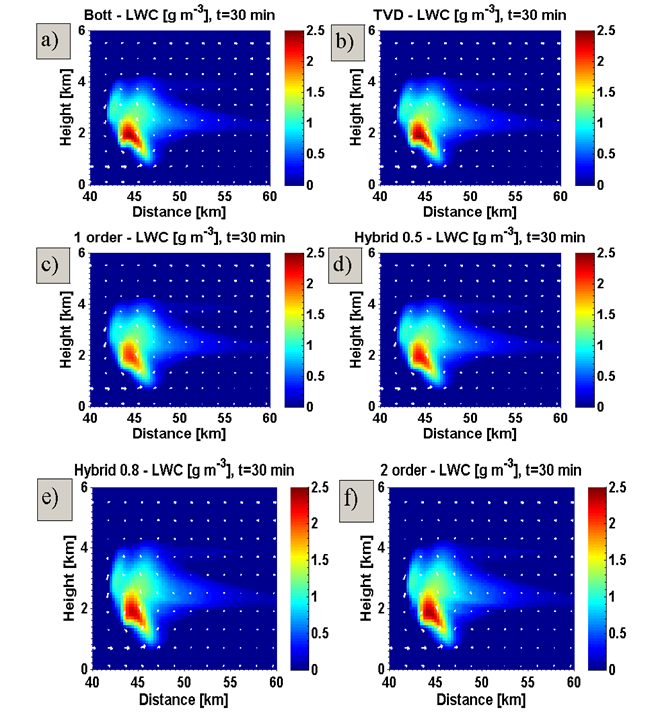 a)
Bott - LWC [g m-3], t=30 min
Height [km]
6
4
2
0
40 45 50 55 60
Distance [km]
2.5
2
1.5
1
0.5
0
b)
TVD - LWC [g m-3], t=30 min
Height [km]
6
4
2
0
40 45 50 55 60
Distance [km]
2.5
2
1.5
1
0.5
0
c)
1 order - LWC [g m-3], t=30 min
Height [km]
6
4
2
0
40 45 50 55 60
Distance [km]
2.5
2
1.5
1
0.5
0
d)
Hybrid 0.5 - LWC [g m-3], t=30 min
Height [km]
6
4
2
0
40 45 50 55 60
Distance [km]
2.5
2
1.5
1
0.5
0
e)
Hybrid 0.8 - LWC [g m-3], t=30 min
Height [km]
6
4
2
0
40 45 50 55 60
Distance [km]
2.5
2
1.5
1
0.5
0
f)
2 order - LWC [g m-3], t=30 min
Height [km]
6
4
2
0
40 45 50 55 60
Distance [km]
2.5
2
1.5
1
0.5
0